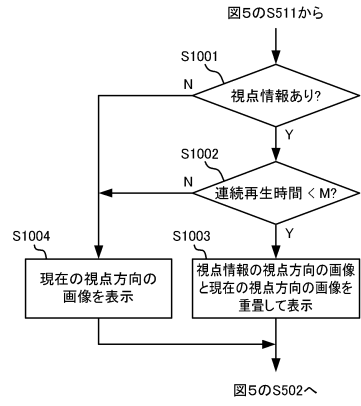 図5のS511から
S1001
視点情報あり?
N
Y
S1002
連続再生時間 < M?
N
Y
S1004
現在の視点方向の
画像を表示
S1003
視点情報の視点方向の画像
と現在の視点方向の画像を
重畳して表示
図5のS502へ